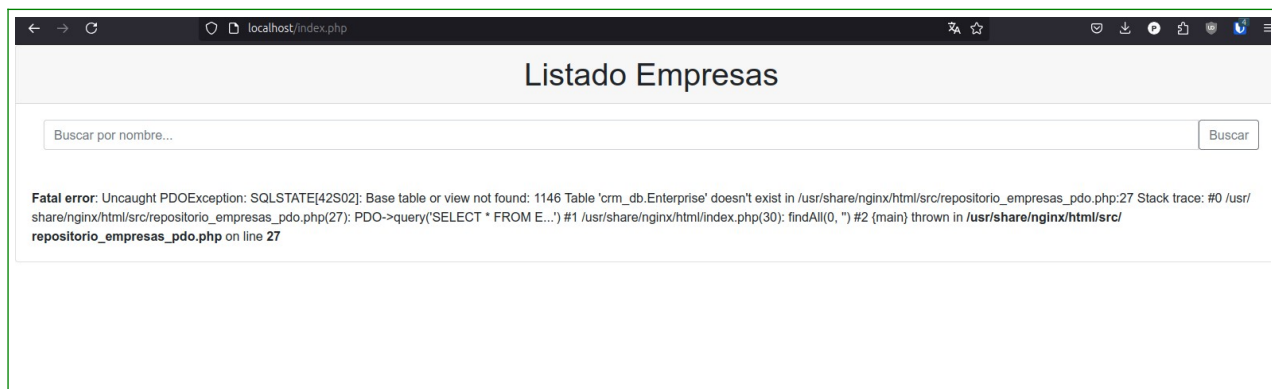 localhost/index.php
Listado Empresas
Buscar por nombre...
Buscar
Fatal error: Uncaught PDOException: SQLSTATE[42S02]: Base table or view not found: 1146 Table 'crm_db.Enterprise' doesn't exist in /usr/share/nginx/html/src/repositorio_empresas_pdo.php:27 Stack trace: #0 /usr/
share/nginx/html/src/repositorio_empresas_pdo.php(27): PDO->query('SELECT * FROM E...') #1 /usr/share/nginx/html/index.php(30): findAll(0, '') #2 {main} thrown in /usr/share/nginx/html/src/
repositorio_empresas_pdo.php on line 27